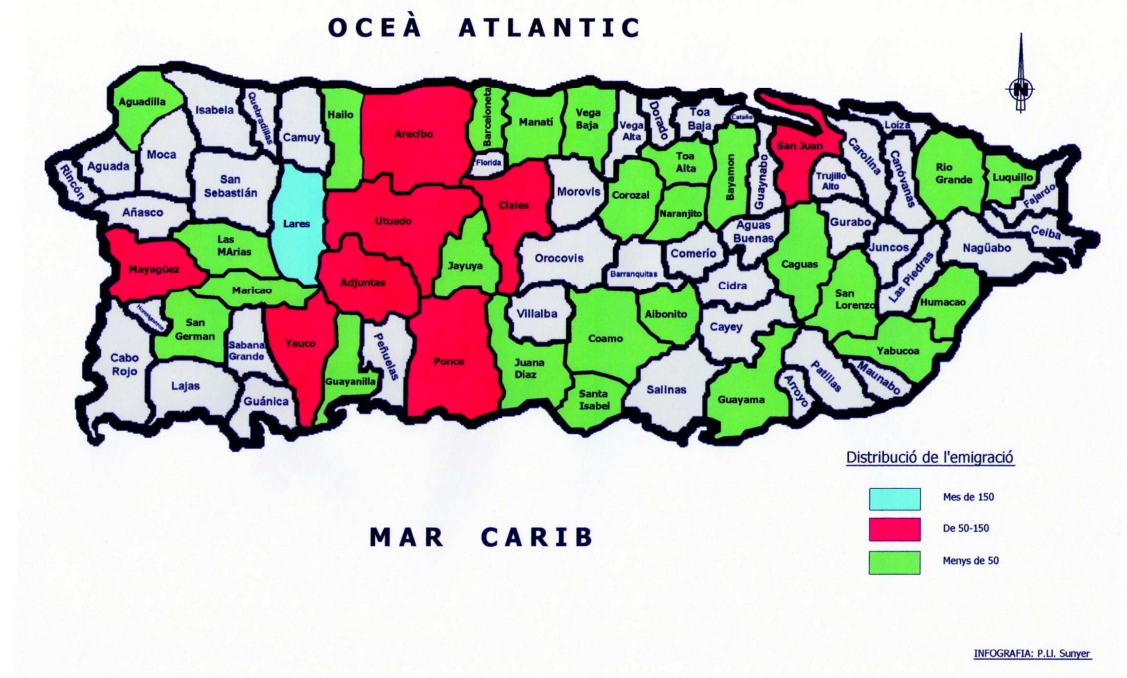 OCEÀ ATLANTIC
N
Aguadilla
Isabela
Quebradillas
Camuy
Hailo
Arecibo
Barceloneta
Manatí
Vega
Baja
Vega
Alta
Dorado
Toa
Baja
Cataño
San Juan
Loiza
Carolina
Canóvanas
Rio
Grande
Luquillo
Fajardo
Ceiba
Rincón
Aguada
Moca
San
Sebastián
Añasco
Lares
Florida
Utuado
Ciales
Morovis
Corozal
Toa
Alta
Naranjito
Bayamon
Guaynabo
Trujillo
Alto
Mayagüez
Las
MArias
Maricao
Adjuntas
Jayuya
Orocovis
Barranquitas
Comerío
Aguas
Buenas
Cidra
Caguas
Gurabo
Juncos
Las Piedras
Nagüabo
Humacao
San
Lorenzo
Yabucoa
San
German
Cabo
Rojo
Lajas
Sabana
Grande
Guánica
Yauco
Guayanilla
Peñuelas
Ponce
Villalba
Juana
Diaz
Coamo
Aibonito
Santa
Isabel
Salinas
Cayey
Guayama
Arroyo
Patillas
Maunabo
MAR CARIB
Distribució de l'emigració
Mes de 150
De 50-150
Menys de 50
INFOGRAFIA: P.Ll. Sunyer